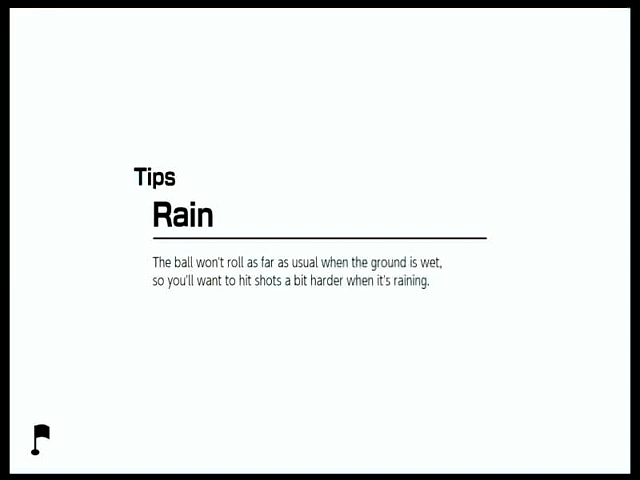 Tips
Rain
The ball won't roll as far as usual when the ground is wet,
so you'll want to hit shots a bit harder when it's raining.